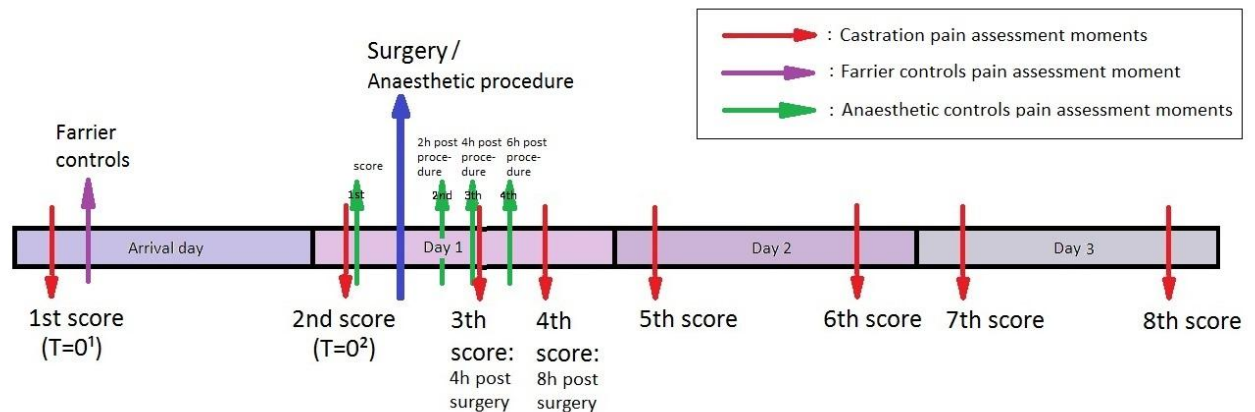 : Castration pain assessment moments
: Farrier controls pain assessment moment
: Anaesthetic controls pain assessment moments
Surgery /
Anaesthetic procedure
Farrier
controls
score
1st
2h post
proce-
dure
2nd
4h post
proce-
dure
3th
6h post
proce-
dure
4th
Arrival day
Day 1
Day 2
Day 3
1st score
(T=0¹)
2nd score
(T=0²)
3th
score:
4h post
surgery
4th
score:
8h post
surgery
5th score
6th score
7th score
8th score